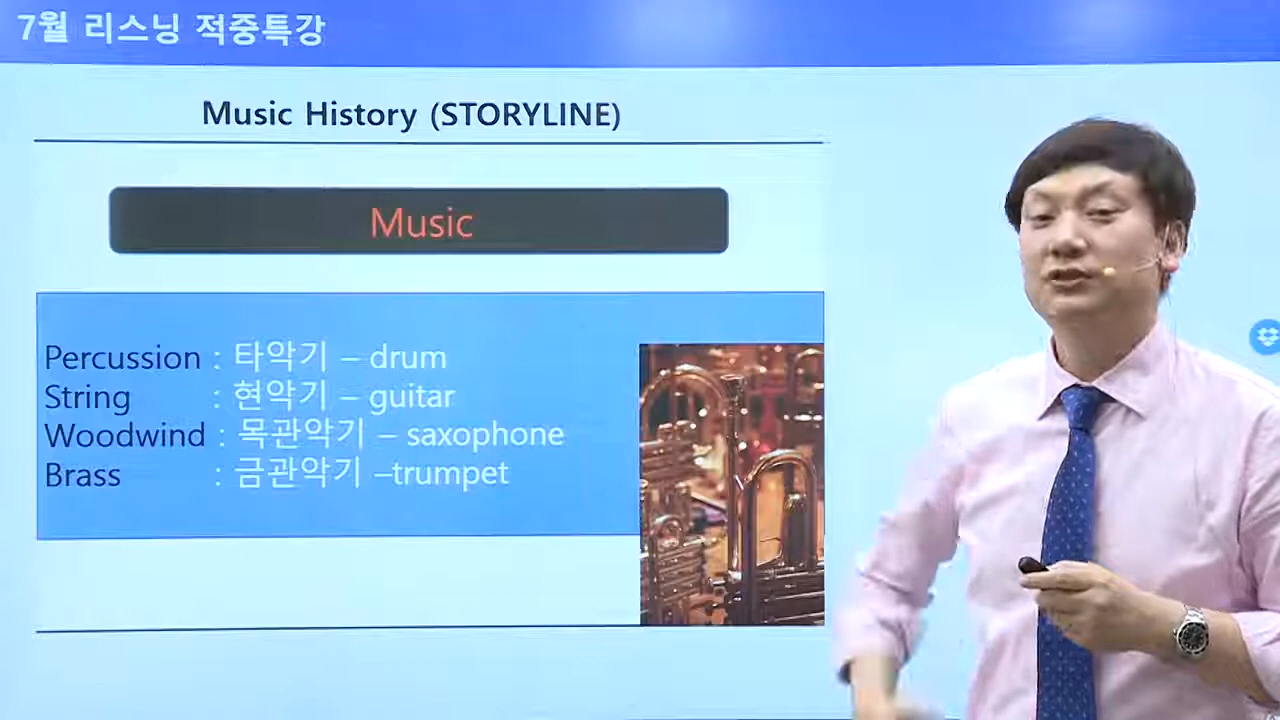 7월 리스닝 적중특강
Music History (STORYLINE)
Music
Percussion : 타악기 – drum
String : 현악기 – guitar
Woodwind : 목관악기 – saxophone
Brass : 금관악기 –trumpet